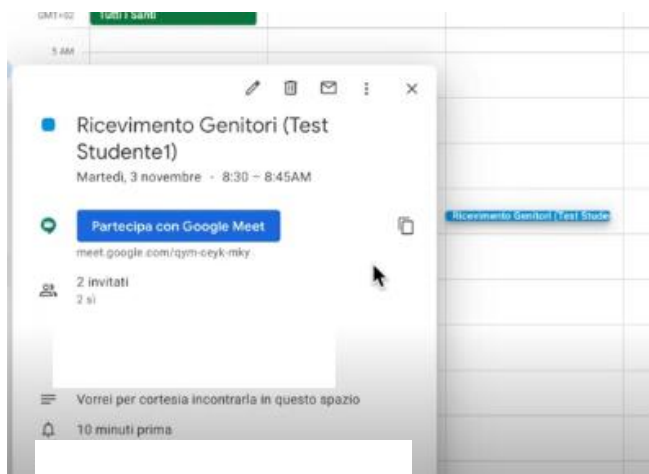 GMT+02
Tutti i Santi
5 AM
Ricevimento Genitori (Test
Studente1)
Martedì, 3 novembre · 8:30 – 8:45AM
Partecipa con Google Meet
meet.google.com/qym-ceyk-mky
2 invitati
2 sì
Ricevimento Genitori (Test Stude
Vorrei per cortesia incontrarla in questo spazio
10 minuti prima